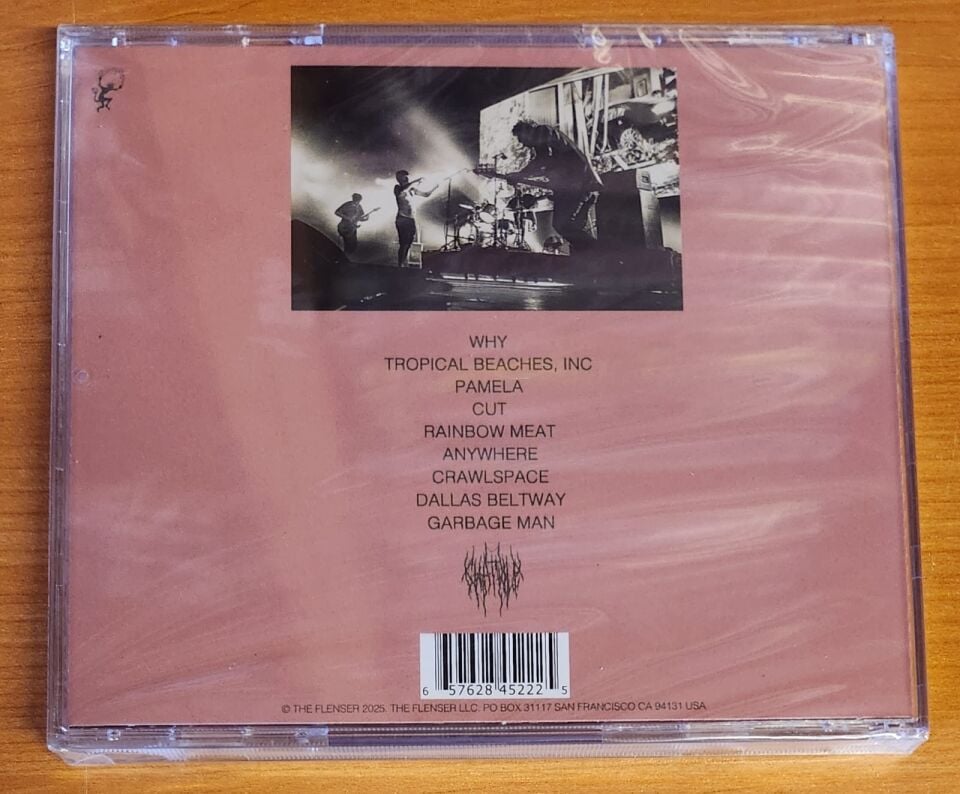 WHY
TROPICAL BEACHES, INC
PAMELA
CUT
RAINBOW MEAT
ANYWHERE
CRAWLSPACE
DALLAS BELTWAY
GARBAGE MAN
6 57628 45222 5
© THE FLENSER 2025. THE FLENSER LLC. PO BOX 31117 SAN FRANCISCO CA 94131 USA